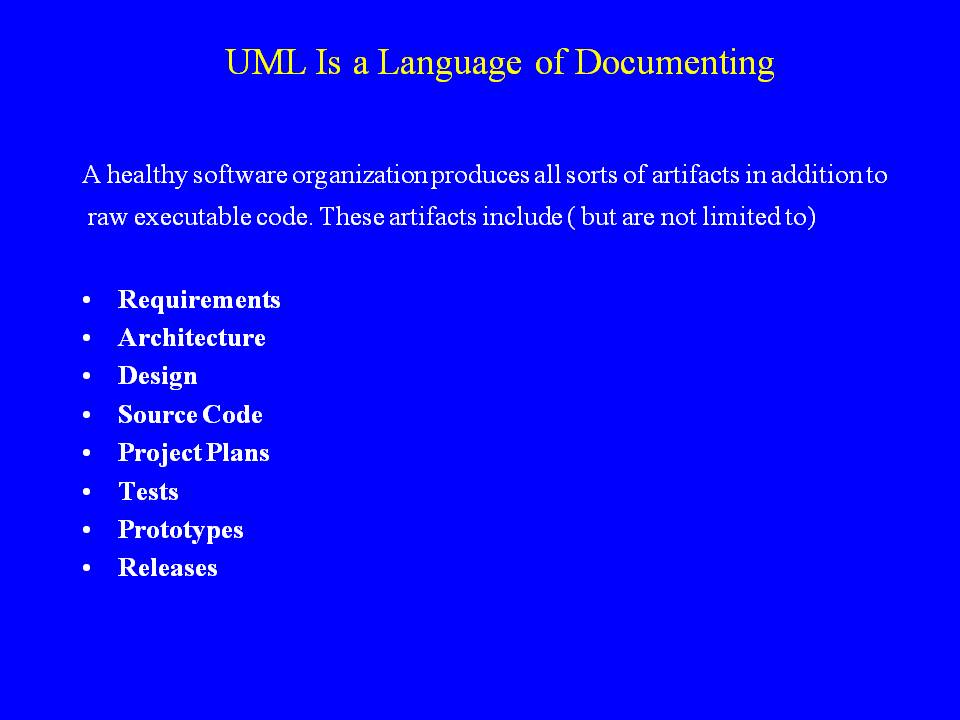 UML Is a Language of Documenting
A healthy software organization produces all sorts of artifacts in addition to
raw executable code. These artifacts include ( but are not limited to)
• Requirements
• Architecture
• Design
• Source Code
• Project Plans
• Tests
• Prototypes
• Releases